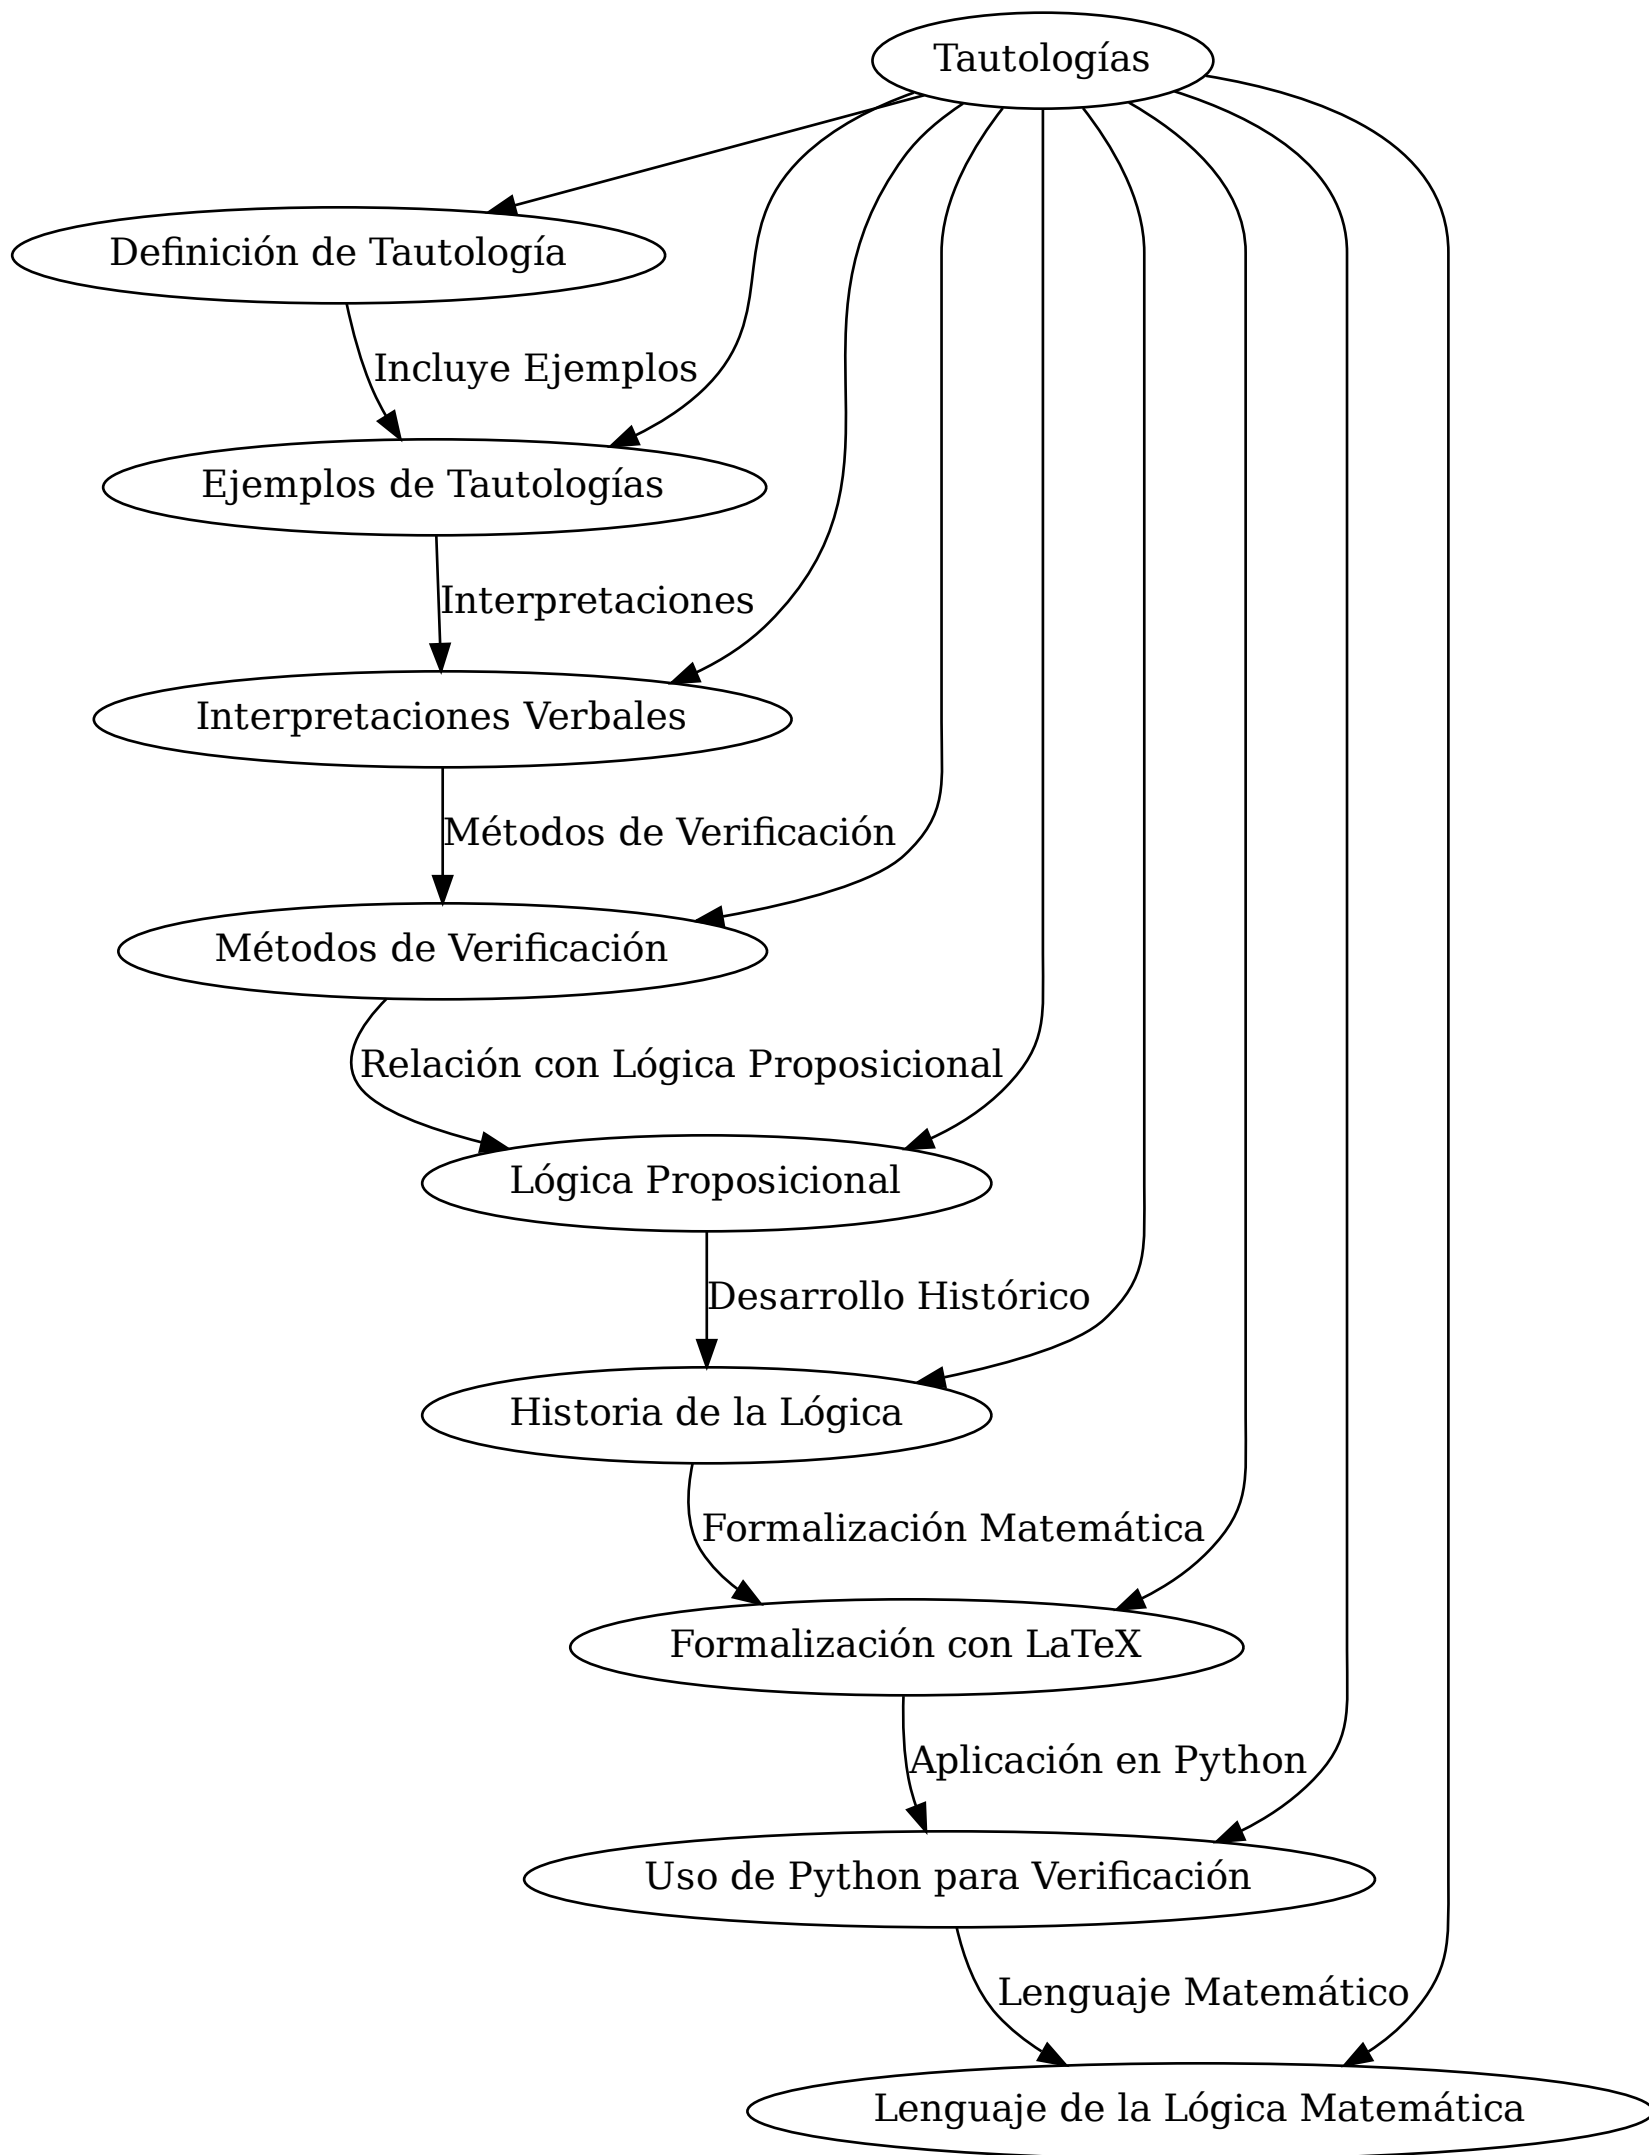 Tautologías
Definición de Tautología
Incluye Ejemplos
Ejemplos de Tautologías
Interpretaciones
Interpretaciones Verbales
Métodos de Verificación
Métodos de Verificación
Relación con Lógica Proposicional
Lógica Proposicional
Desarrollo Histórico
Historia de la Lógica
Formalización Matemática
Formalización con LaTeX
Aplicación en Python
Uso de Python para Verificación
Lenguaje Matemático
Lenguaje de la Lógica Matemática